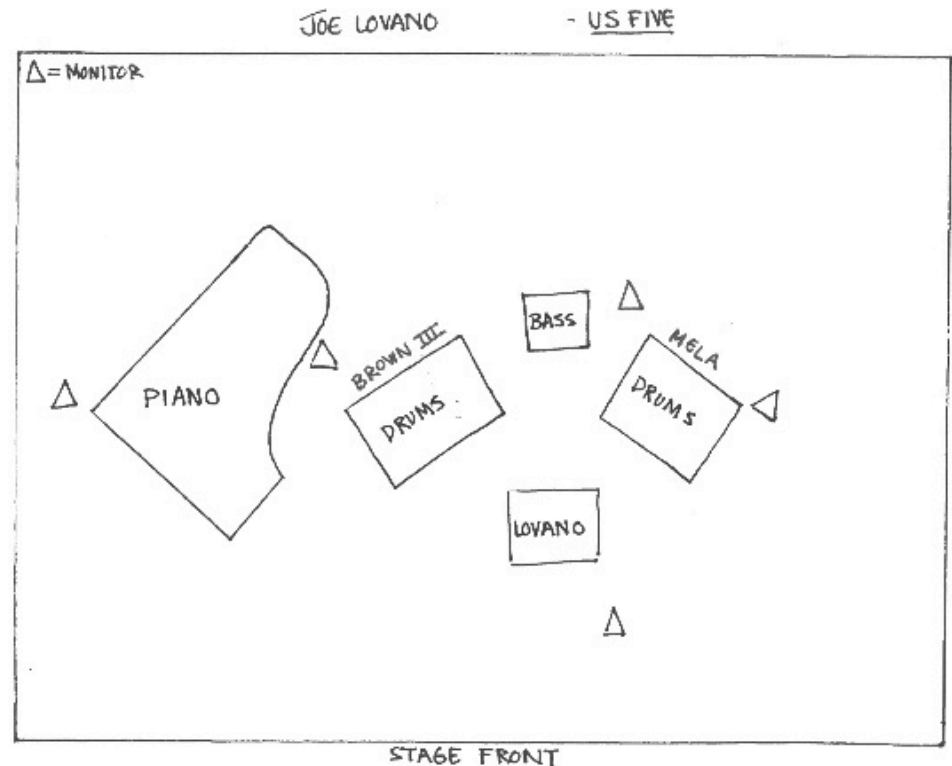 JOE LOVANO - US FIVE
△ = MONITOR
BASS
BROWN III
MELA
PIANO
DRUMS
DRUMS
LOVANO
STAGE FRONT